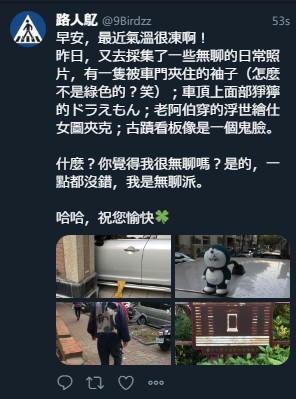 路人髟 @9Birdzz 53s
早安，最近氣溫很凍啊！
昨日，又去採集了一些無聊的日常照
片，有一隻被車門夾住的袖子（怎麼
不是綠色的？笑）；車頂上面部猙獰
的ドラえもん；老阿伯穿的浮世繪仕
女圖夾克；古蹟看板像是一個鬼臉。
什麼？你覺得我很無聊嗎？是的，一
點都沒錯，我是無聊派。
哈哈，祝您愉快🍀